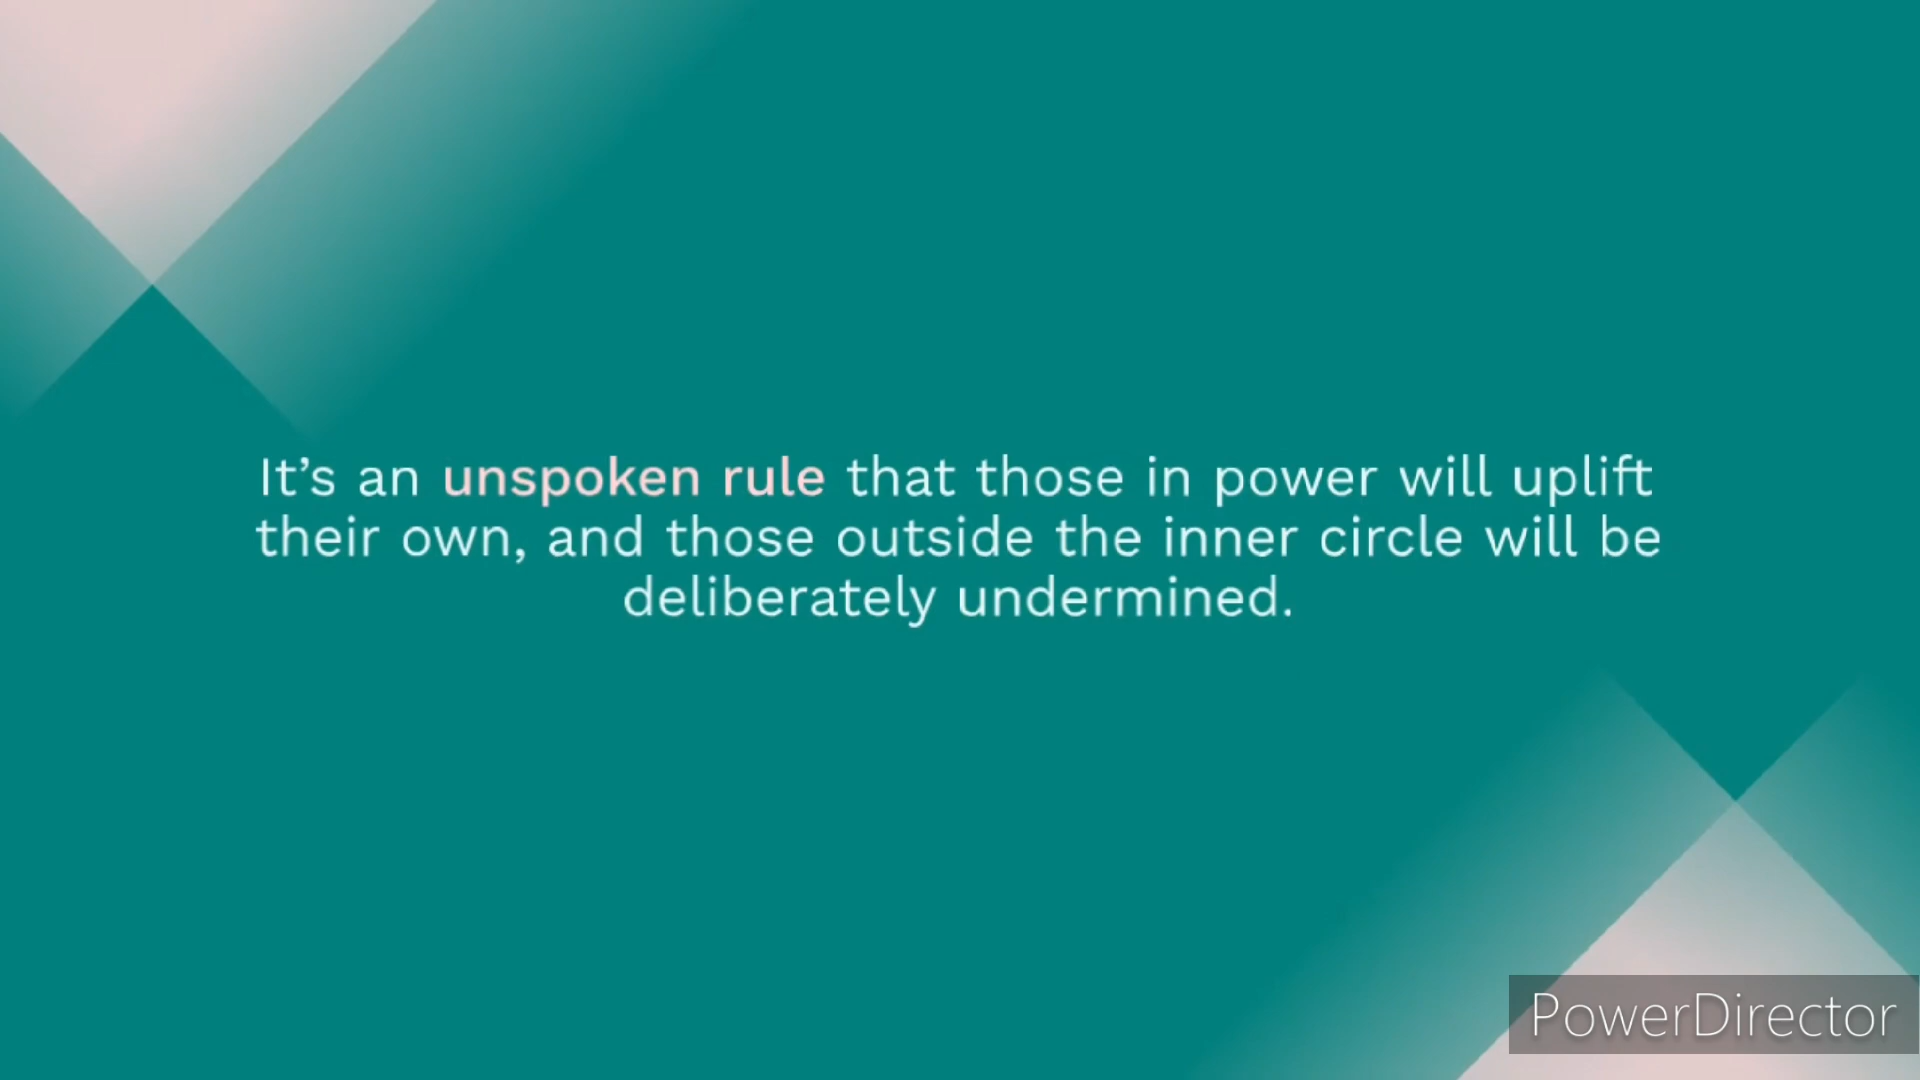 It’s an unspoken rule that those in power will uplift
their own, and those outside the inner circle will be
deliberately undermined.
PowerDirector